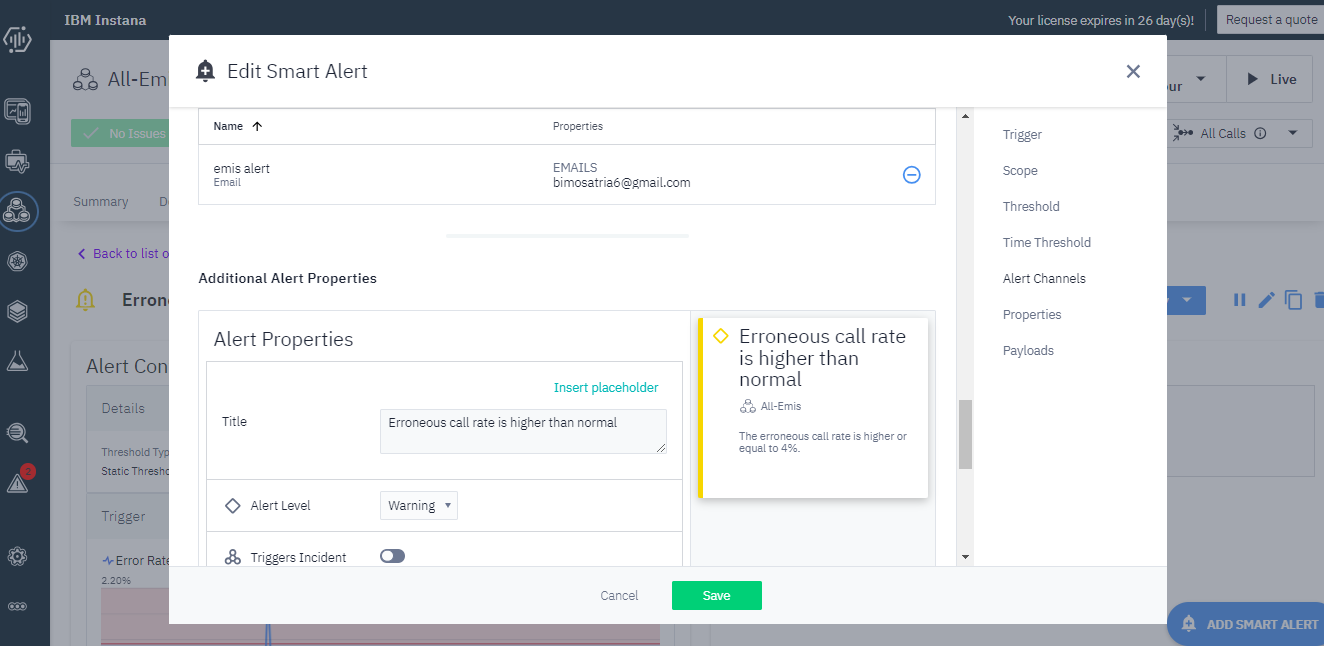 IBM Instana
Your license expires in 26 day(s)!
Request a quote
All-Em
Edit Smart Alert
our
Live
No Issues
All Calls
Summary
D
Back to list o
Erron
Alert Con
Details
Threshold Typ
Static Thresho
Trigger
Error Rate
2.20%
Name
Properties
emis alert
Email
EMAILS
bimosatria6@gmail.com
Additional Alert Properties
Alert Properties
Insert placeholder
Title
Erroneous call rate is higher than normal
Alert Level
Warning
Triggers Incident
Erroneous call rate
is higher than
normal
All-Emis
The erroneous call rate is higher or
equal to 4%.
Trigger
Scope
Threshold
Time Threshold
Alert Channels
Properties
Payloads
Cancel
Save
ADD SMART ALERT